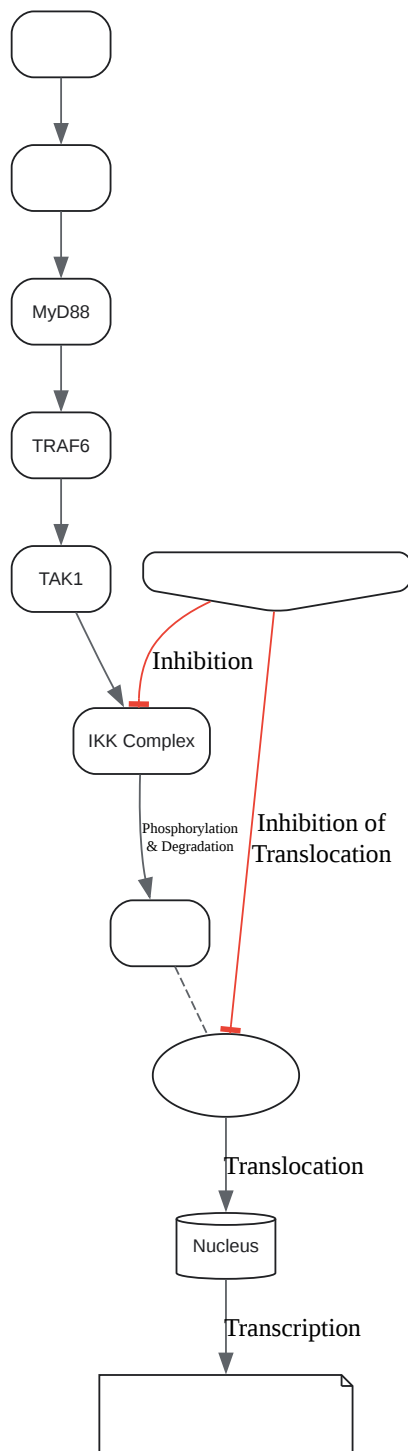 MyD88
TRAF6
TAK1
Inhibition
IKK Complex
Phosphorylation
& Degradation
Inhibition of
Translocation
Translocation
Nucleus
Transcription